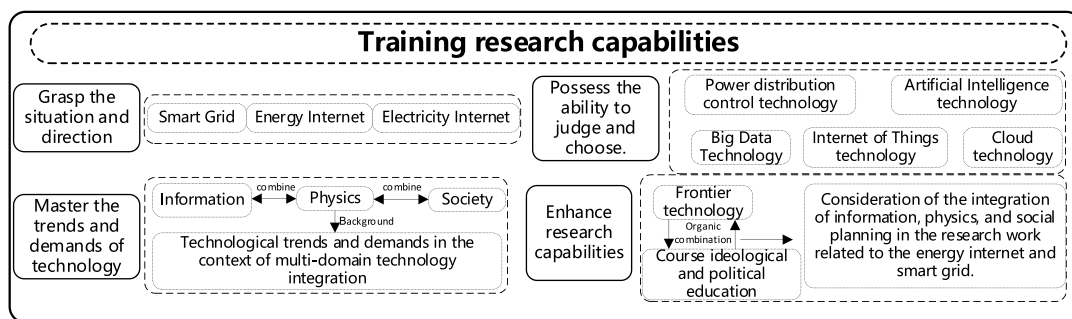 Training research capabilities
Grasp the
situation and
direction
Smart Grid
Energy Internet
Electricity Internet
Possess the
ability to
judge and
choose.
Power distribution
control technology
Artificial Intelligence
technology
Big Data
Technology
Internet of Things
technology
Cloud
technology
Master the
trends and
demands of
technology
Information
combine
Physics
combine
Society
Background
Technological trends and demands in the
context of multi-domain technology
integration
Enhance
research
capabilities
Frontier
technology
Organic
combination
Course ideological
and political
education
Consideration of the integration
of information, physics, and social
planning in the research work
related to the energy internet and
smart grid.